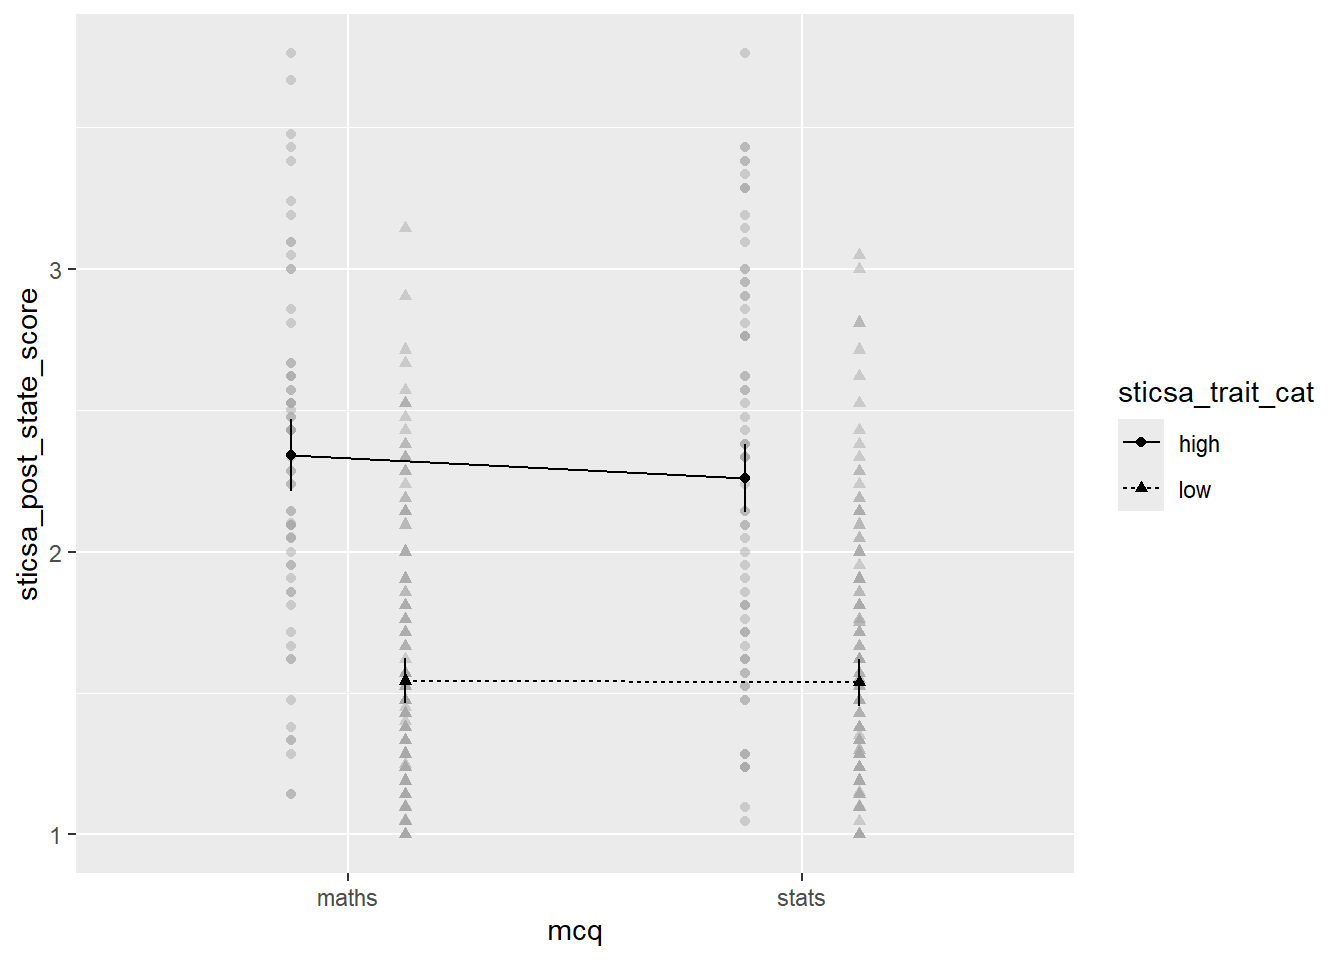 sticsa_post_state_score
3
2
1
maths
stats
mcq
sticsa_trait_cat
high
low